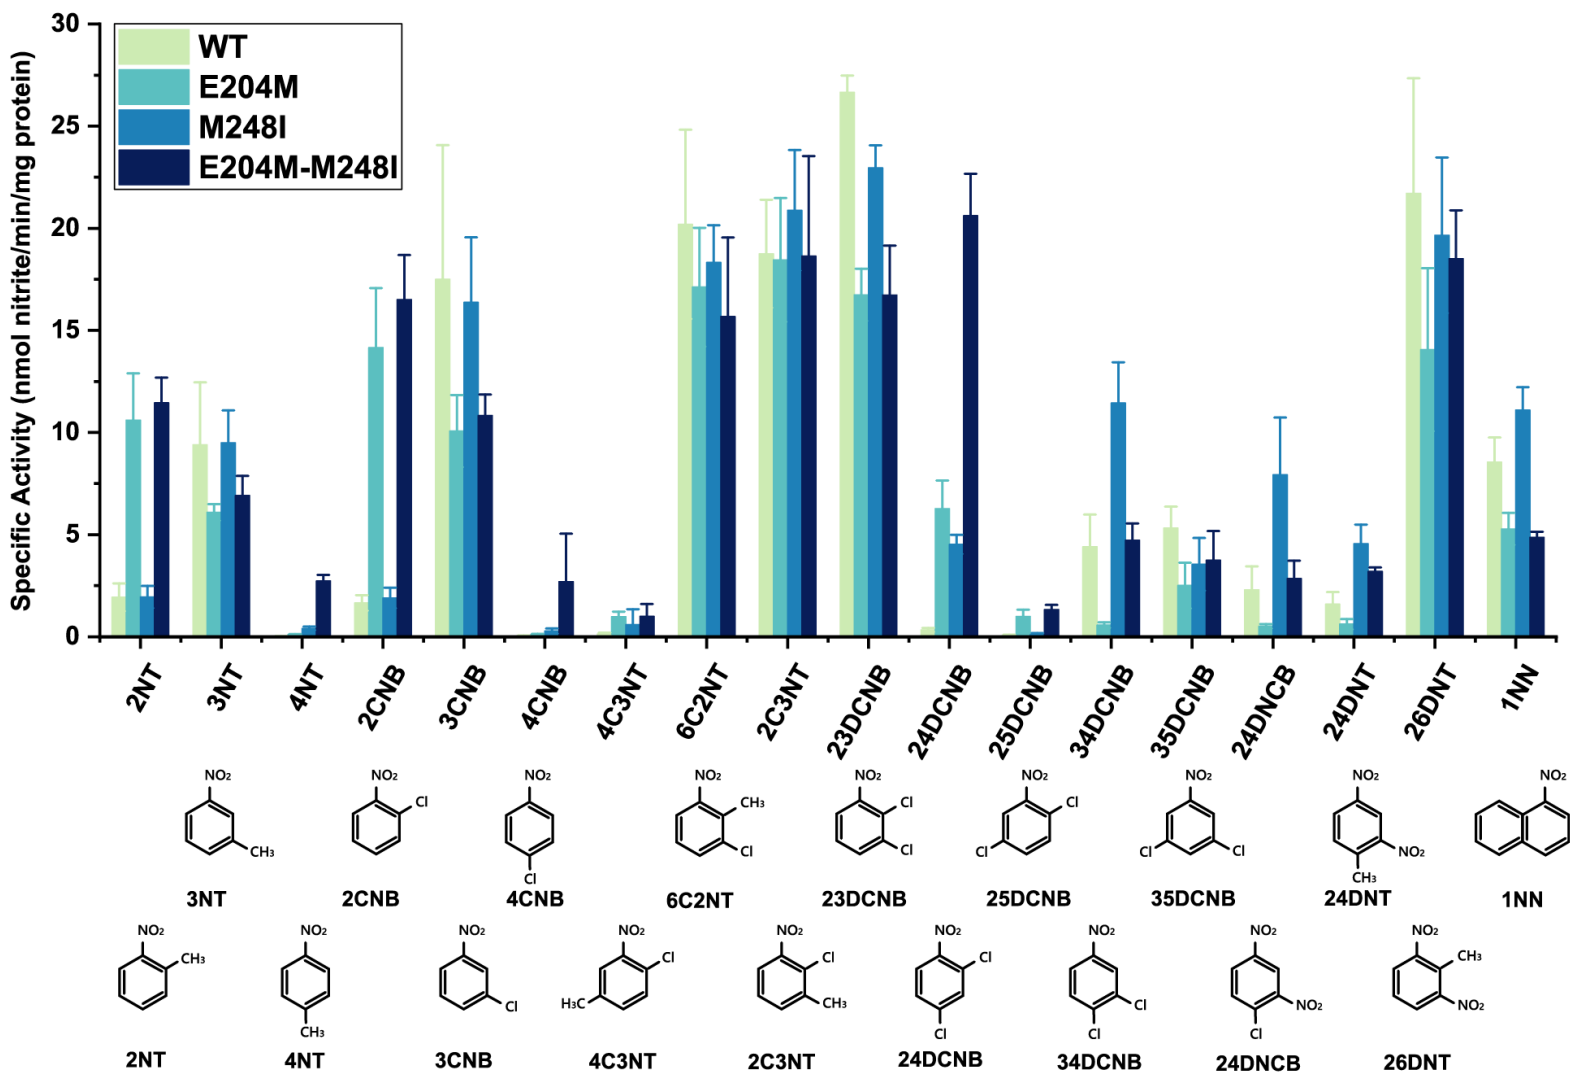 Specific Activity (nmol nitrite/min/mg protein)
30
25
20
15
10
5
0
WT
E204M
M248I
E204M-M248I
2NT
3NT
4NT
2CNB
3CNB
4CNB
4C3NT
6C2NT
2C3NT
23DCNB
24DCNB
25DCNB
34DCNB
35DCNB
24DNCB
24DNT
26DNT
1NN
NO₂ CH₃
3NT
NO₂ Cl
2CNB
NO₂ Cl
4CNB
NO₂ CH₃ Cl
6C2NT
NO₂ Cl Cl
23DCNB
NO₂ Cl Cl
25DCNB
NO₂ Cl Cl
35DCNB
NO₂ NO₂ CH₃
24DNT
NO₂
1NN
NO₂ CH₃
2NT
NO₂ CH₃
4NT
NO₂ Cl
3CNB
NO₂ Cl H₃C
4C3NT
NO₂ Cl CH₃
2C3NT
NO₂ Cl Cl
24DCNB
NO₂ Cl Cl
34DCNB
NO₂ NO₂ Cl
24DNCB
NO₂ CH₃ NO₂
26DNT